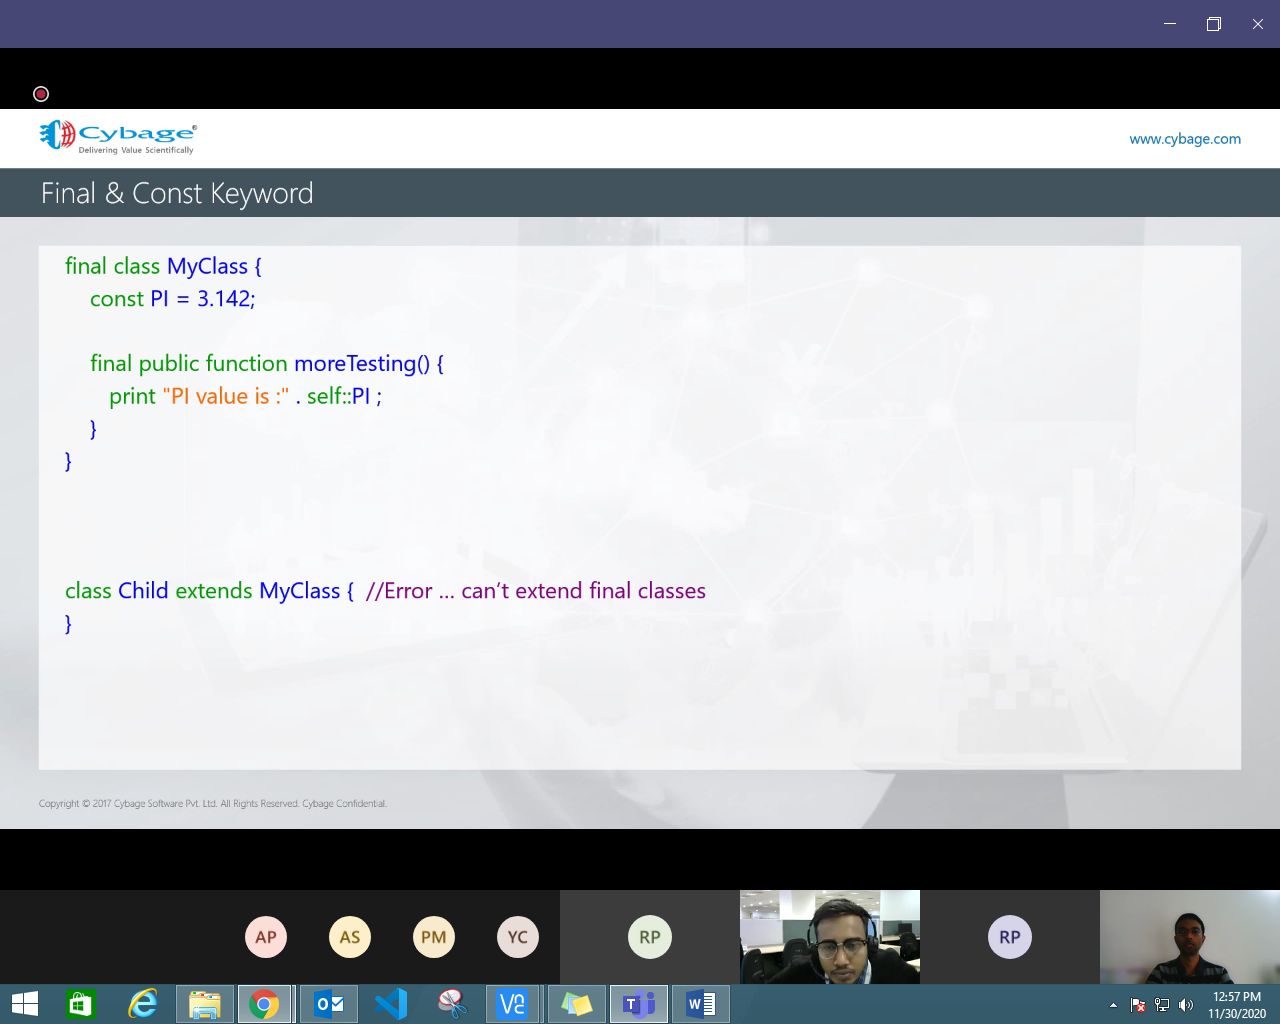 Cybage®
Delivering Value Scientifically
www.cybage.com
Final & Const Keyword
final class MyClass {
const PI = 3.142;
final public function moreTesting() {
print "PI value is :" . self::PI ;
}
}
class Child extends MyClass { //Error ... can't extend final classes
}
Copyright © 2017 Cybage Software Pvt. Ltd. All Rights Reserved. Cybage Confidential.
AP AS PM YC RP RP
12:57 PM
11/30/2020